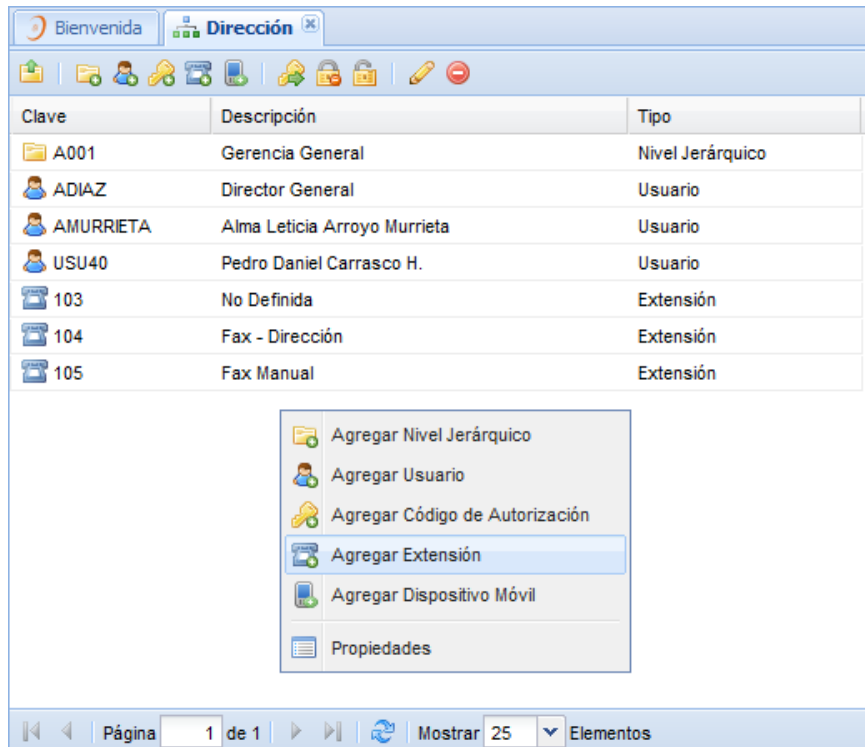 Bienvenida Dirección
Clave Descripción Tipo
A001 Gerencia General Nivel Jerárquico
ADIAZ Director General Usuario
AMURRIETA Alma Leticia Arroyo Murrieta Usuario
USU40 Pedro Daniel Carrasco H. Usuario
103 No Definida Extensión
104 Fax - Dirección Extensión
105 Fax Manual Extensión
Agregar Nivel Jerárquico
Agregar Usuario
Agregar Código de Autorización
Agregar Extensión
Agregar Dispositivo Móvil
Propiedades
Página 1 de 1 Mostrar 25 Elementos